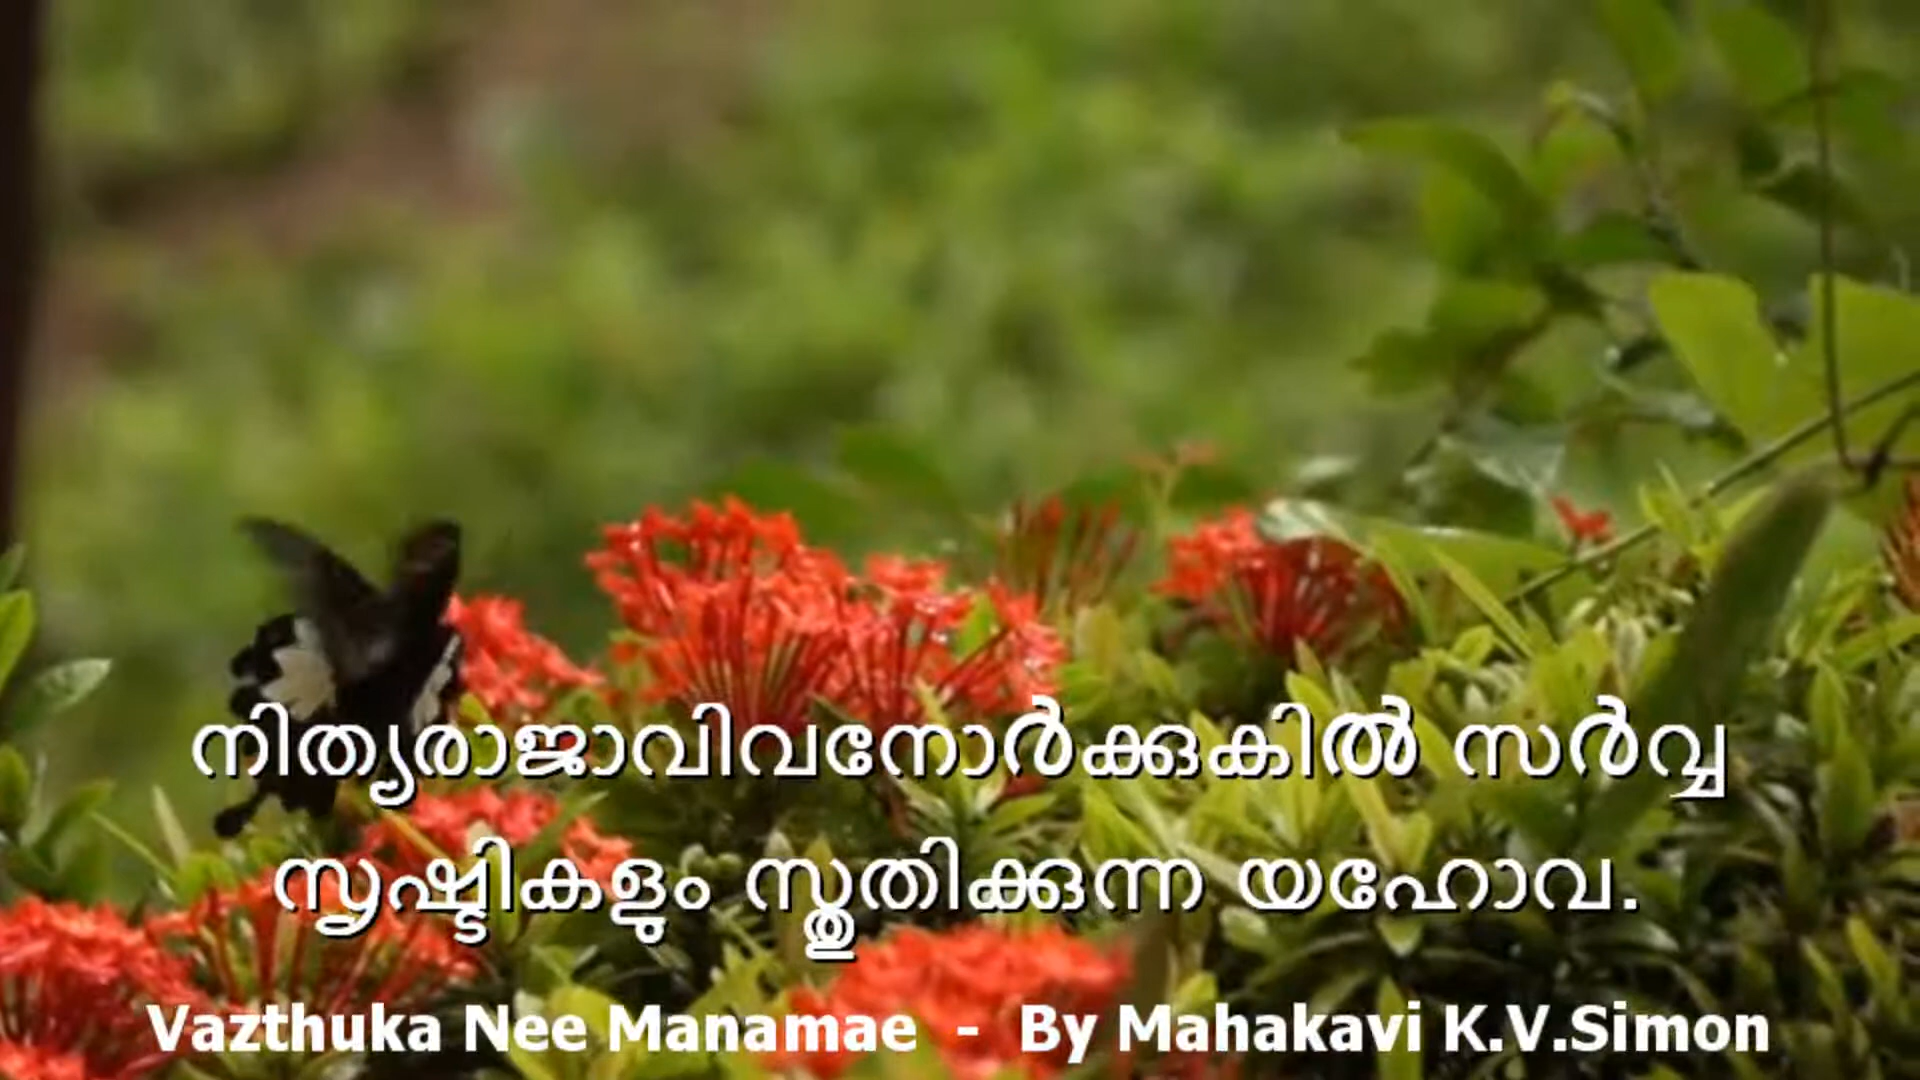 നിത്യരാജാവിവനോർക്കുകിൽ സർവ്വ
സൃഷ്ടികളും സ്തുതിക്കുന്ന യഹോവ.
Vazthuka Nee Manamae - By Mahakavi K.V.Simon